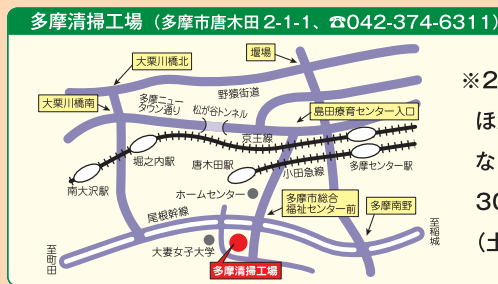 多摩清掃工場（多摩市唐木田2-1-1、☎042-374-6311）
大栗川橋北
堰場
野猿街道
大栗川橋南
多摩ニュー
タウン通り
松が谷トンネル
島田療育センター入口
京王線
堀之内駅
唐木田駅
小田急線
多摩センター駅
南大沢駅
ホームセンター
多摩市総合
福祉センター前
多摩南野
尾根幹線
至稲城
至町田
大妻女子大学
多摩清掃工場
※2
ほ
な
30
（土